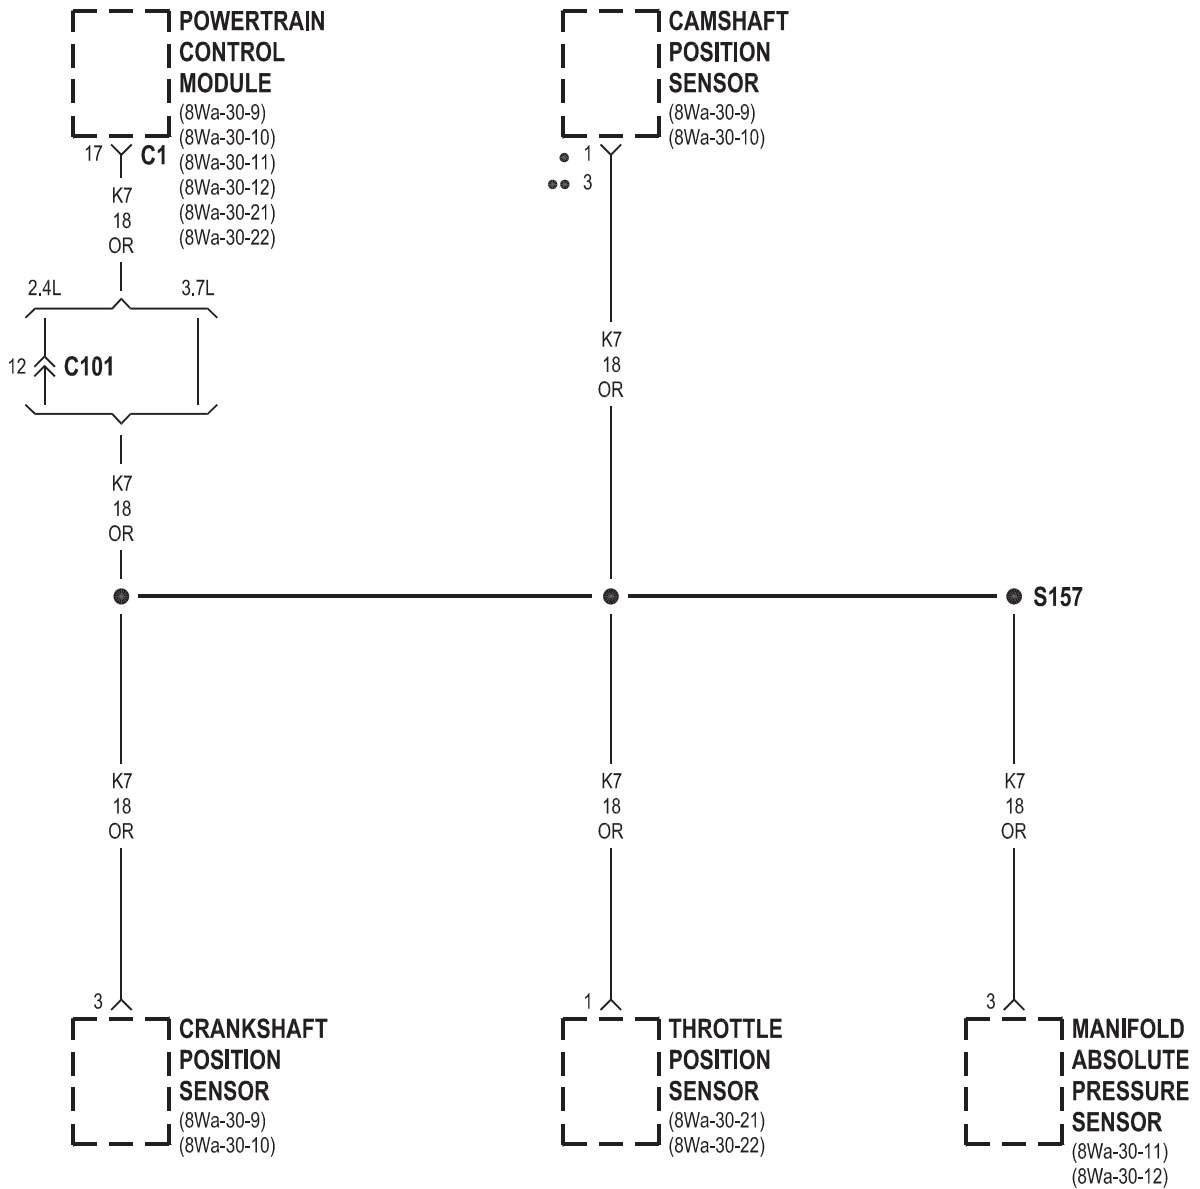 POWERTRAIN
CONTROL
MODULE
(8Wa-30-9)
(8Wa-30-10)
(8Wa-30-11)
(8Wa-30-12)
(8Wa-30-21)
(8Wa-30-22)
17
C1
K7
18
OR
CAMSHAFT
POSITION
SENSOR
(8Wa-30-9)
(8Wa-30-10)
• 1
•• 3
2.4L
3.7L
12
C101
K7
18
OR
K7
18
OR
S157
K7
18
OR
K7
18
OR
K7
18
OR
3
CRANKSHAFT
POSITION
SENSOR
(8Wa-30-9)
(8Wa-30-10)
1
THROTTLE
POSITION
SENSOR
(8Wa-30-21)
(8Wa-30-22)
3
MANIFOLD
ABSOLUTE
PRESSURE
SENSOR
(8Wa-30-11)
(8Wa-30-12)